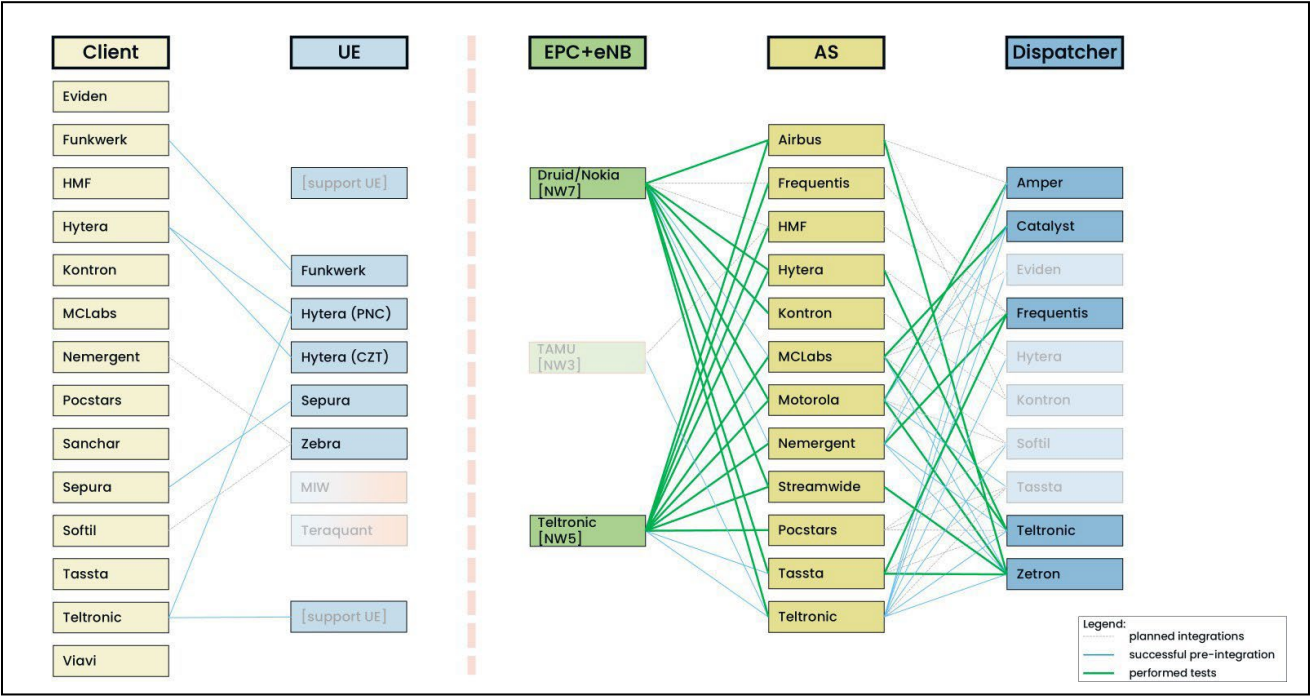 Client
UE
EPC+eNB
AS
Dispatcher
Eviden
Funkwerk
HMF
Hytera
Kontron
MCLabs
Nemergent
Pocstars
Sanchar
Sepura
Softil
Tassta
Teltronic
Viavi
[support UE]
Funkwerk
Hytera (PNC)
Hytera (CZT)
Sepura
Zebra
MIW
Teraquant
[support UE]
Druid/Nokia
[NW7]
TAMU
[NW3]
Teltronic
[NW5]
Airbus
Frequentis
HMF
Hytera
Kontron
MCLabs
Motorola
Nemergent
Streamwide
Pocstars
Tassta
Teltronic
Amper
Catalyst
Eviden
Frequentis
Hytera
Kontron
Softil
Tassta
Teltronic
Zetron
Legend:
planned integrations
successful pre-integration
performed tests